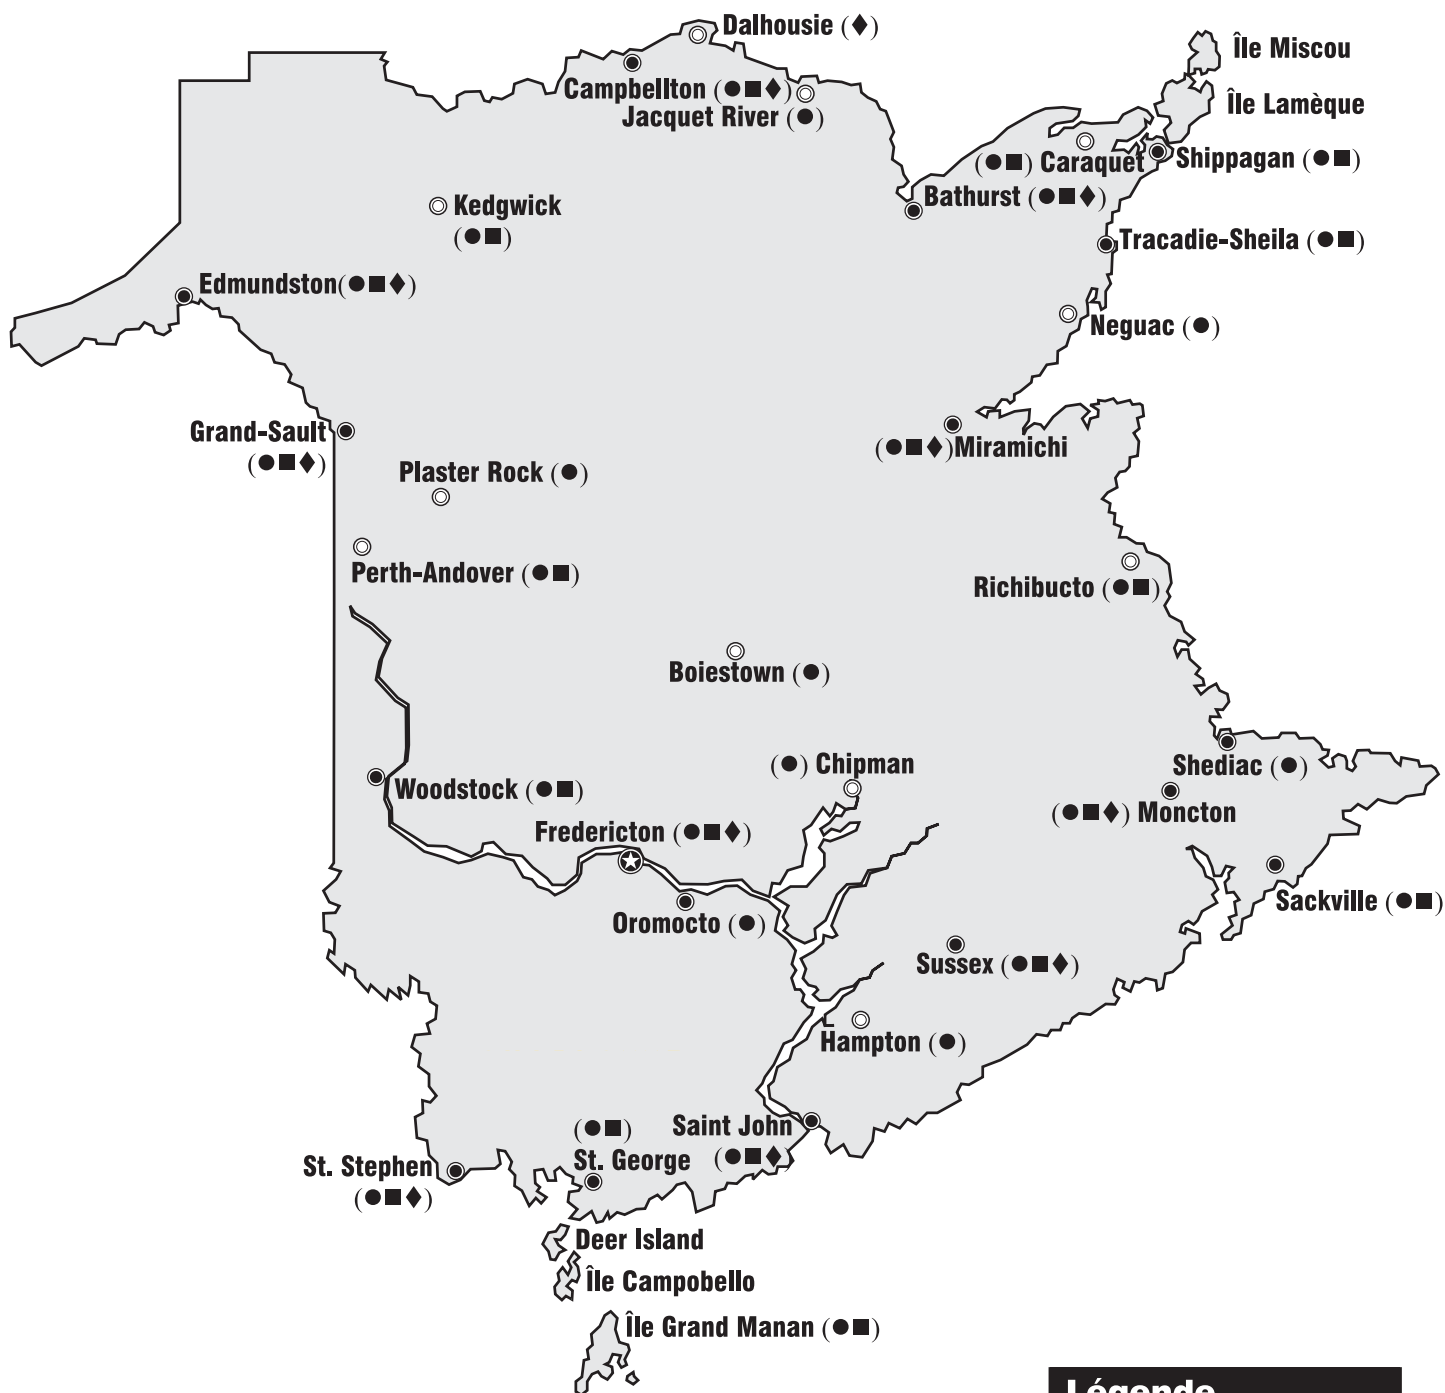 Dalhousie (♦)
Île Miscou
Campbellton (●■♦)
Île Lamèque
Jacquet River (●)
(●■) Caraquet
Shippagan (●■)
Bathurst (●■♦)
Kedgwick
(●■)
Tracadie-Sheila (●■)
Edmundston(●■♦)
Neguac (●)
Grand-Sault
(●■♦)
(●■♦)Miramichi
Plaster Rock (●)
Perth-Andover (●■)
Richibucto (●■)
Boiestown (●)
(●) Chipman
Shediac (●)
Woodstock (●■)
(●■♦) Moncton
Fredericton (●■♦)
Sackville (●■)
Oromocto (●)
Sussex (●■♦)
Hampton (●)
Saint John
(●■♦)
(●■)
St. George
St. Stephen
(●■♦)
Deer Island
Île Campobello
Île Grand Manan (●■)
Légende